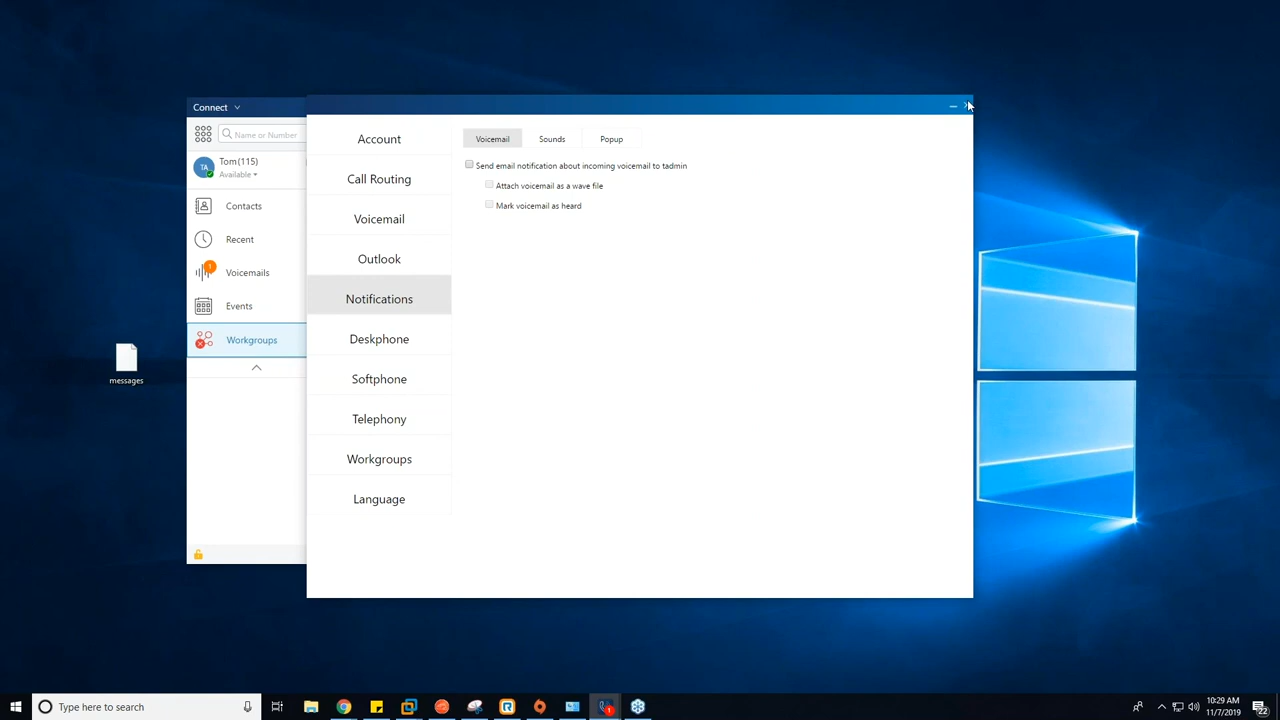 Connect
Name or Number
TA
Tom(115)
Available
Contacts
Recent
Voicemails
Events
Workgroups
messages
Account
Call Routing
Voicemail
Outlook
Notifications
Deskphone
Softphone
Telephony
Workgroups
Language
Voicemail Sounds Popup
Send email notification about incoming voicemail to tadmin
Attach voicemail as a wave file
Mark voicemail as heard
Type here to search
10:29 AM
11/7/2019
22